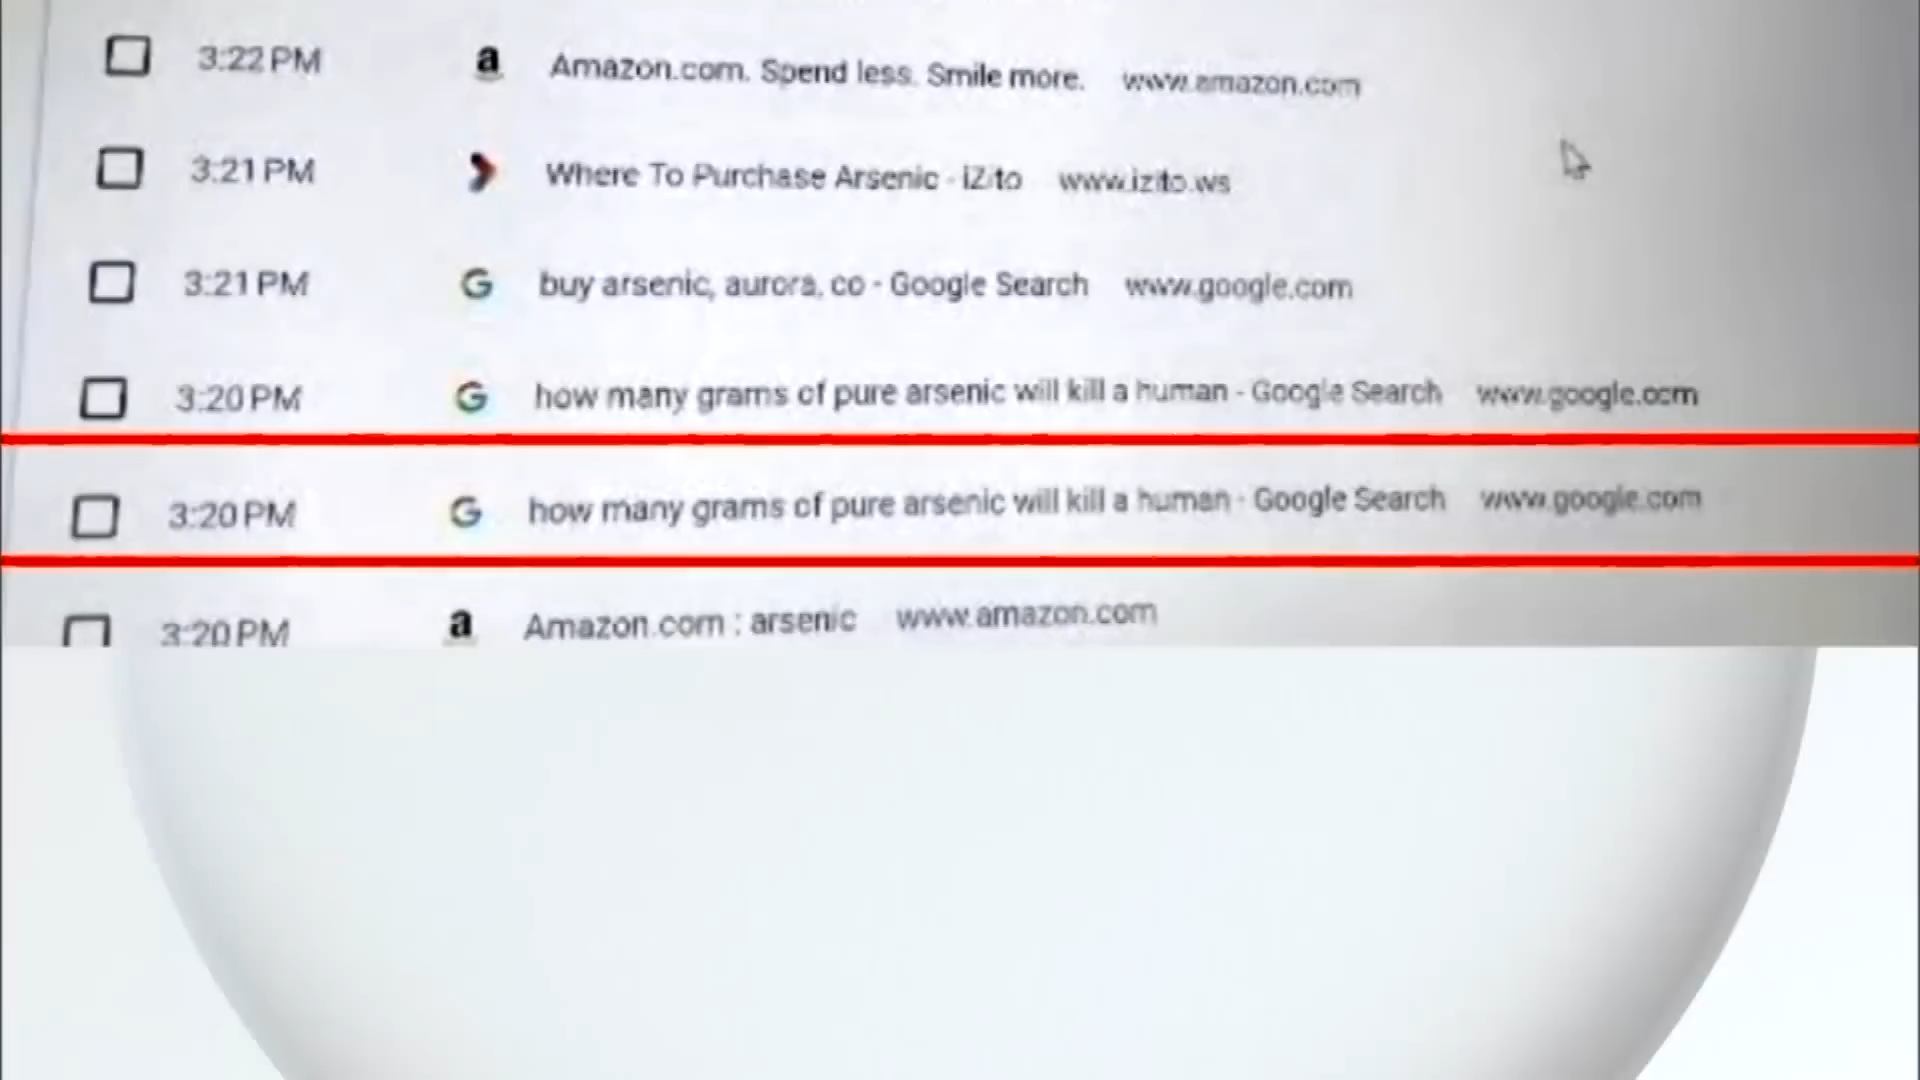 3:22 PM a Amazon.com. Spend less. Smile more. www.amazon.com
3:21 PM Where To Purchase Arsenic - iZito www.izito.ws
3:21 PM G buy arsenic, aurora, co - Google Search www.google.com
3:20 PM G how many grams of pure arsenic will kill a human - Google Search www.google.com
3:20 PM G how many grams of pure arsenic will kill a human - Google Search www.google.com
3:20 PM a Amazon.com : arsenic www.amazon.com